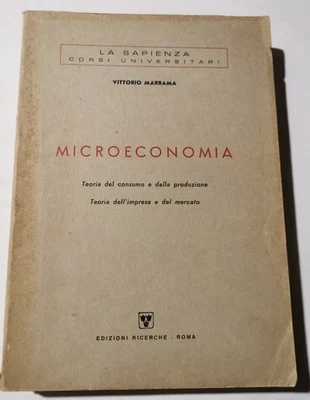 LA SAPIENZA
CORSI UNIVERSITARI
VITTORIO MARRAMA
MICROECONOMIA
Teoria del consumo e della produzione
Teoria dell'impresa e del mercato
EDIZIONI RICERCHE - ROMA